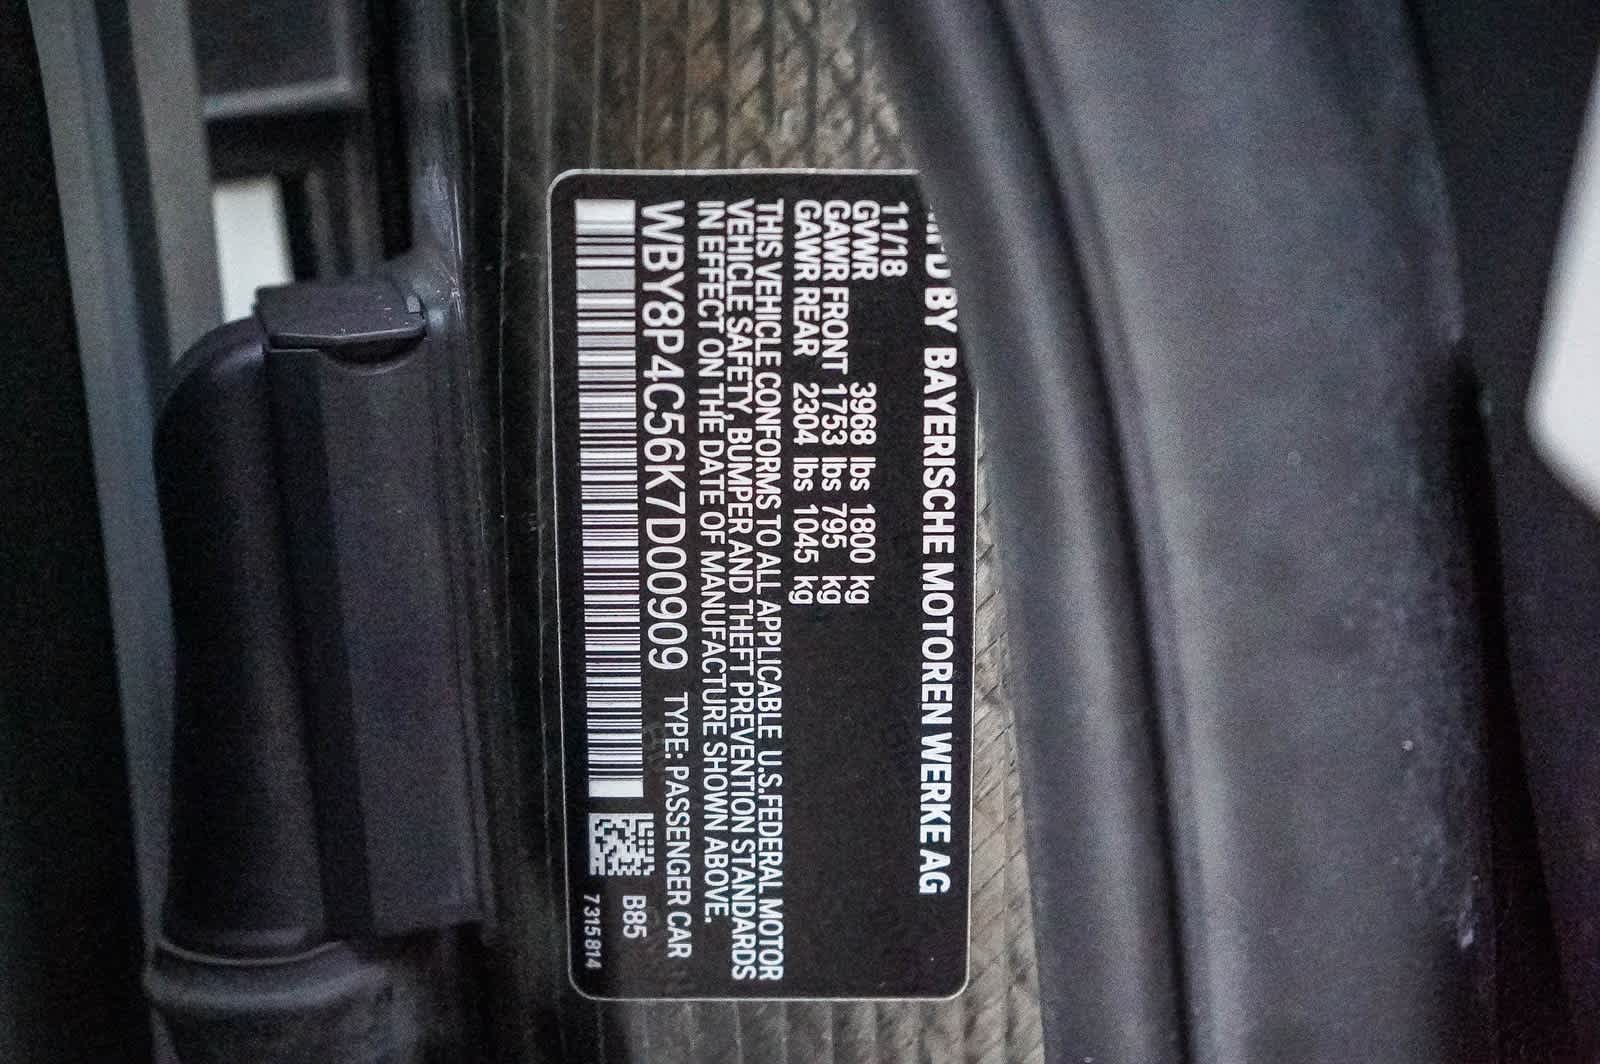 BY BAYERISCHE MOTOREN WERKE AG
11/18
GVWR 3968 lbs 1800 kg
GAWR FRONT 1753 lbs 795 kg
GAWR REAR 2304 lbs 1045 kg
THIS VEHICLE CONFORMS TO ALL APPLICABLE U.S.FEDERAL MOTOR
VEHICLE SAFETY, BUMPER AND THEFT PREVENTION STANDARDS
IN EFFECT ON THE DATE OF MANUFACTURE SHOWN ABOVE.
WBY8P4C56K7D00909 TYPE: PASSENGER CAR
B85
7315814